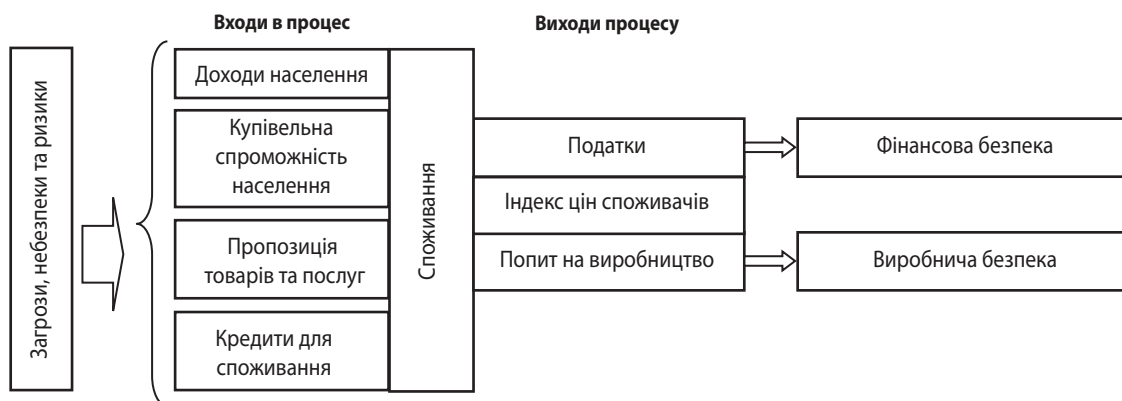 Входи в процес
Виходи процесу
Загрози, небезпеки та ризики
Доходи населення
Купівельна
спроможність
населення
Пропозиція
товарів та послуг
Кредити для
споживання
Споживання
Податки
Індекс цін споживачів
Попит на виробництво
Фінансова безпека
Виробнича безпека